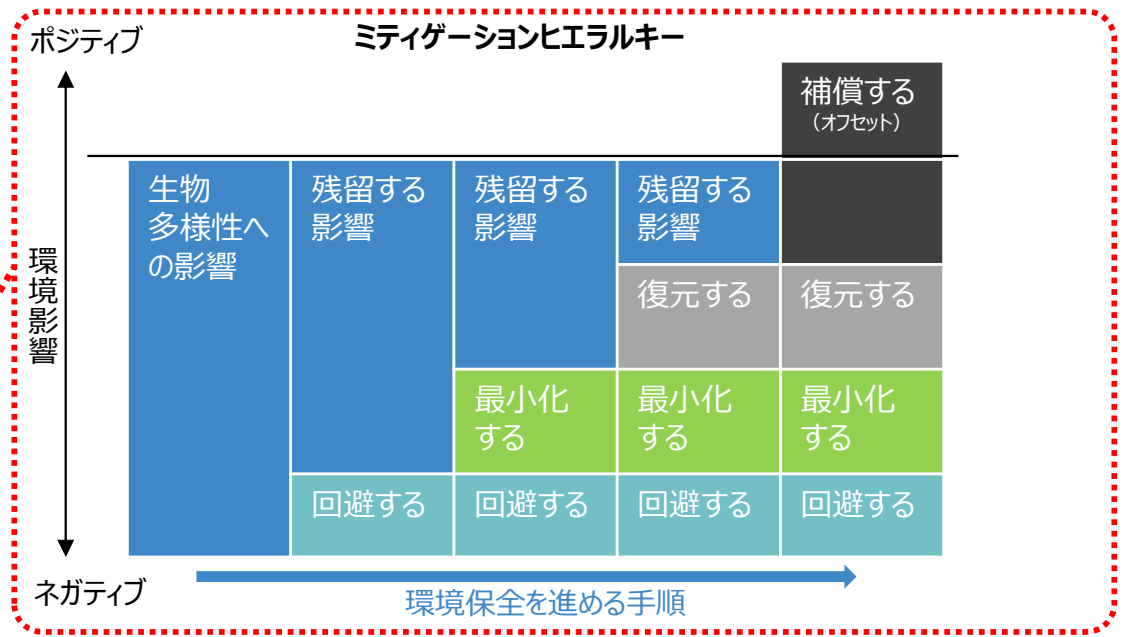 ミティゲーションヒエラルキー
ポジティブ
環境影響
ネガティブ
生物
多様性へ
の影響
残留する
影響
回避する
残留する
影響
最小化
する
回避する
残留する
影響
復元する
最小化
する
回避する
補償する
（オフセット）
復元する
最小化
する
回避する
環境保全を進める手順